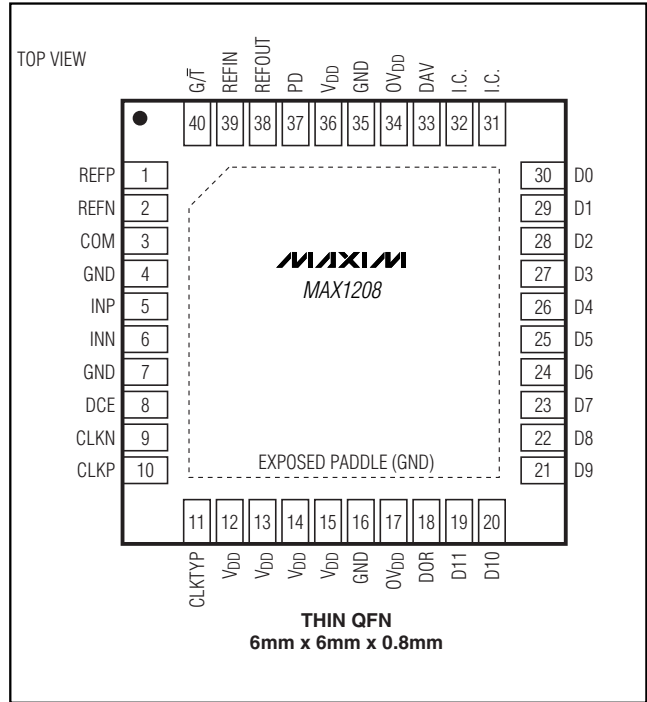 TOP VIEW
G/T̅ REFIN REFOUT PD VDD GND OVDD DAV I.C. I.C.
40 39 38 37 36 35 34 33 32 31
REFP 1
REFN 2
COM 3
GND 4
INP 5
INN 6
GND 7
DCE 8
CLKN 9
CLKP 10
MAXIM
MAX1208
EXPOSED PADDLE (GND)
30 D0
29 D1
28 D2
27 D3
26 D4
25 D5
24 D6
23 D7
22 D8
21 D9
11 12 13 14 15 16 17 18 19 20
CLKTYP VDD VDD VDD VDD GND OVDD DOR D11 D10
THIN QFN
6mm x 6mm x 0.8mm